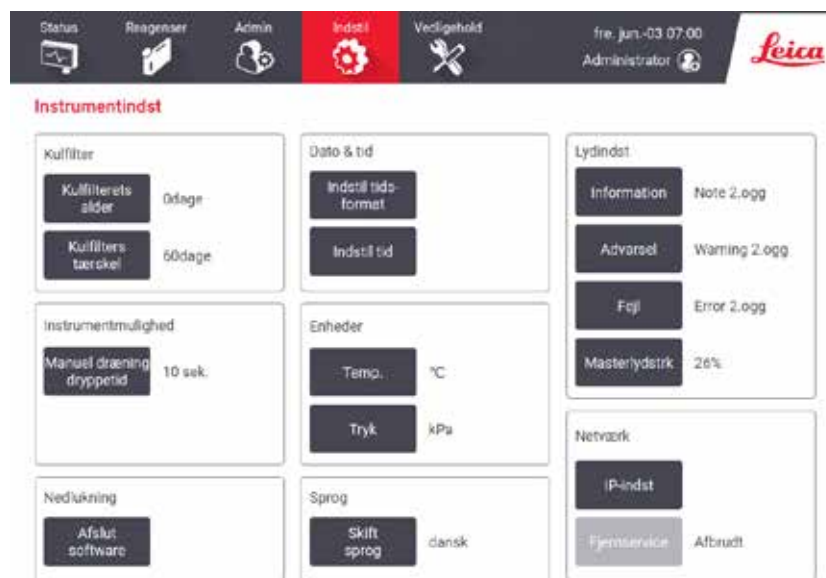 Status Reagenser Admin Indstil Vedligehold
fre. jun.-03 07:00
Administrator
Leica
Instrumentindst
Kulfilter
Kulfilterets
alder
0dage
Kulfilters
tærskel
60dage
Dato & tid
Indstil tids-
format
Indstil tid
Lydindst
Information Note 2.ogg
Advarsel Warning 2.ogg
Fejl Error 2.ogg
Masterlydstrk 26%
Instrumentmulighed
Manuel dræning
dryppetid
10 sek.
Enheder
Temp. °C
Tryk kPa
Netværk
IP-indst
Fjernservice Afbrudt
Nedlukning
Afslut
software
Sprog
Skift
sprog
dansk